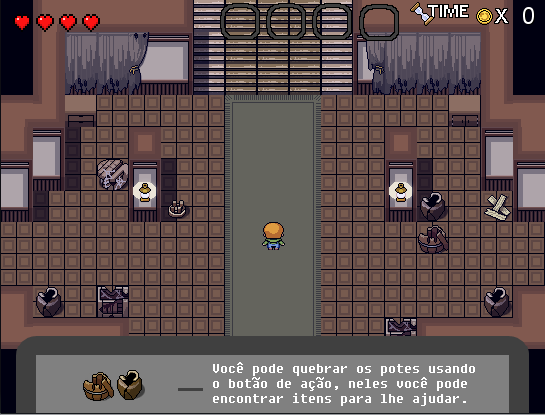 TIME
X 0
Você pode quebrar os potes usando
o botão de ação, neles você pode
encontrar itens para lhe ajudar.